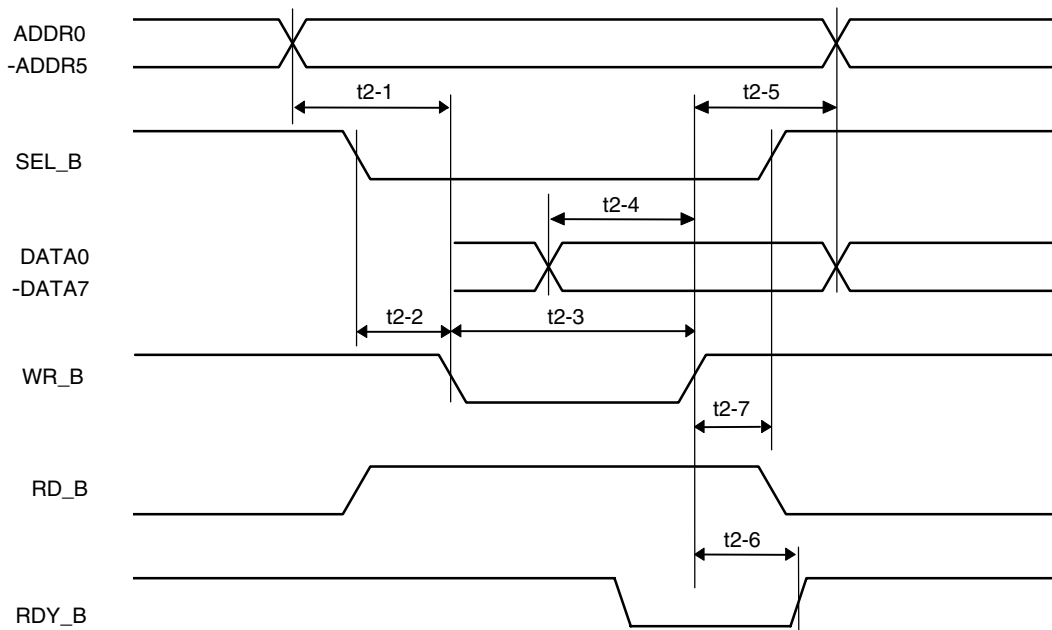 ADDR0
-ADDR5
t2-1
t2-5
SEL_B
t2-4
DATA0
-DATA7
t2-2
t2-3
WR_B
t2-7
RD_B
t2-6
RDY_B